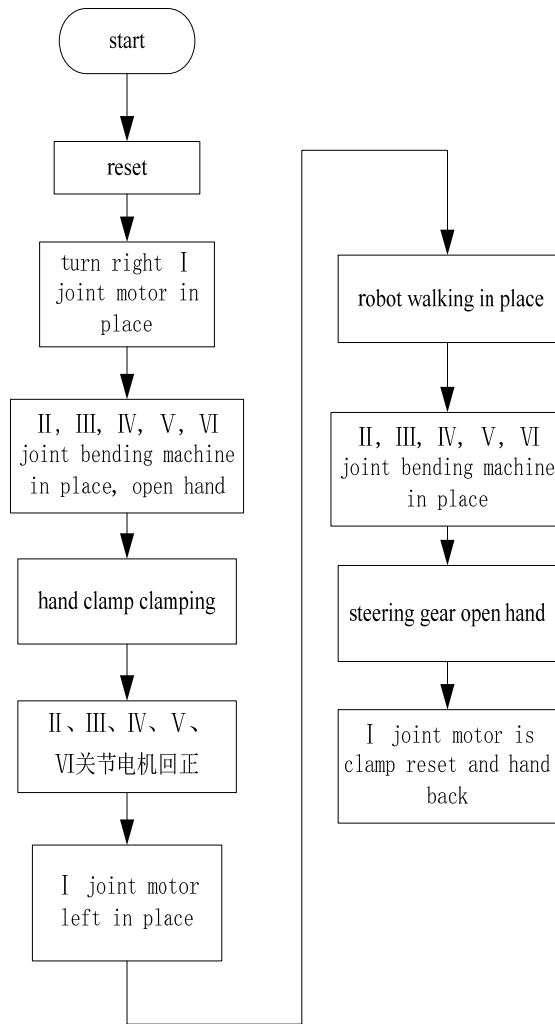 start
reset
turn right Ⅰ
joint motor in
place
Ⅱ, Ⅲ, Ⅳ, Ⅴ, Ⅵ
joint bending machine
in place, open hand
hand clamp clamping
Ⅱ、Ⅲ、Ⅳ、Ⅴ、
Ⅵ关节电机回正
Ⅰ joint motor
left in place
robot walking in place
Ⅱ, Ⅲ, Ⅳ, Ⅴ, Ⅵ
joint bending machine
in place
steering gear open hand
Ⅰ joint motor is
clamp reset and hand
back